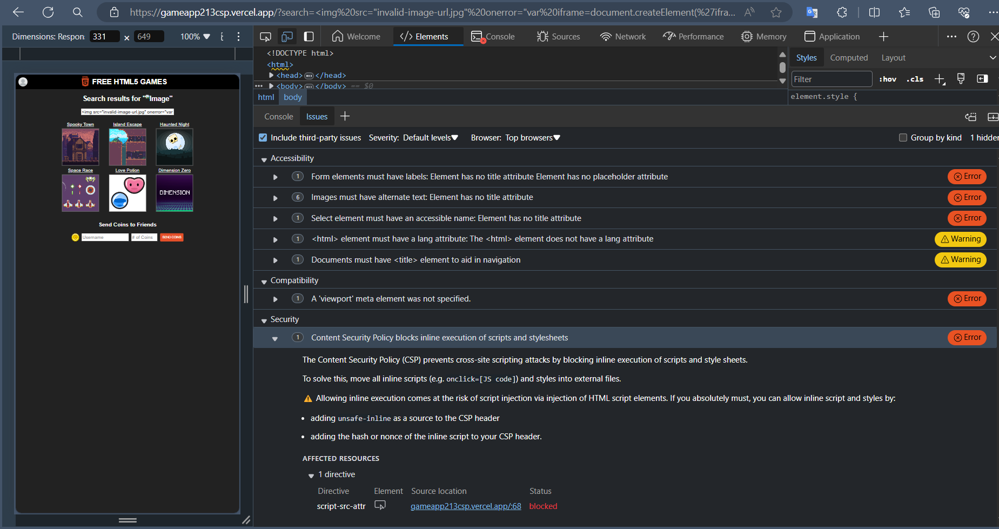 https://gameapp213csp.vercel.app/?search=<img%20src="invalid-image-url.jpg"%20onerror="var%20iframe=document.createElement(%27ifra...
Dimensions: Respon 331 × 649 100%
Welcome Elements Console Sources Network Performance Memory Application
<!DOCTYPE html>
<html>
<head> ... </head>
... <body> ... </body> == $0
html body
Styles Computed Layout
Filter :hov .cls
element.style {
FREE HTML5 GAMES
Search results for "Image"
<img src="invalid-image-url.jpg" onerror="var
Spooky Town Island Escape Haunted Night
Space Race Love Potion Dimension Zero
DIMENSION
Send Coins to Friends
Username # of Coins SEND COINS
Console Issues
Include third-party issues Severity: Default levels Browser: Top browsers Group by kind 1 hidden
Accessibility
1 Form elements must have labels: Element has no title attribute Element has no placeholder attribute Error
6 Images must have alternate text: Element has no title attribute Error
1 Select element must have an accessible name: Element has no title attribute Error
1 <html> element must have a lang attribute: The <html> element does not have a lang attribute Warning
1 Documents must have <title> element to aid in navigation Warning
Compatibility
1 A 'viewport' meta element was not specified. Error
Security
1 Content Security Policy blocks inline execution of scripts and stylesheets Error
The Content Security Policy (CSP) prevents cross-site scripting attacks by blocking inline execution of scripts and style sheets.
To solve this, move all inline scripts (e.g. onclick=[JS code]) and styles into external files.
Allowing inline execution comes at the risk of script injection via injection of HTML script elements. If you absolutely must, you can allow inline script and styles by:
• adding unsafe-inline as a source to the CSP header
• adding the hash or nonce of the inline script to your CSP header.
AFFECTED RESOURCES
1 directive
Directive Element Source location Status
script-src-attr gameapp213csp.vercel.app/:68 blocked